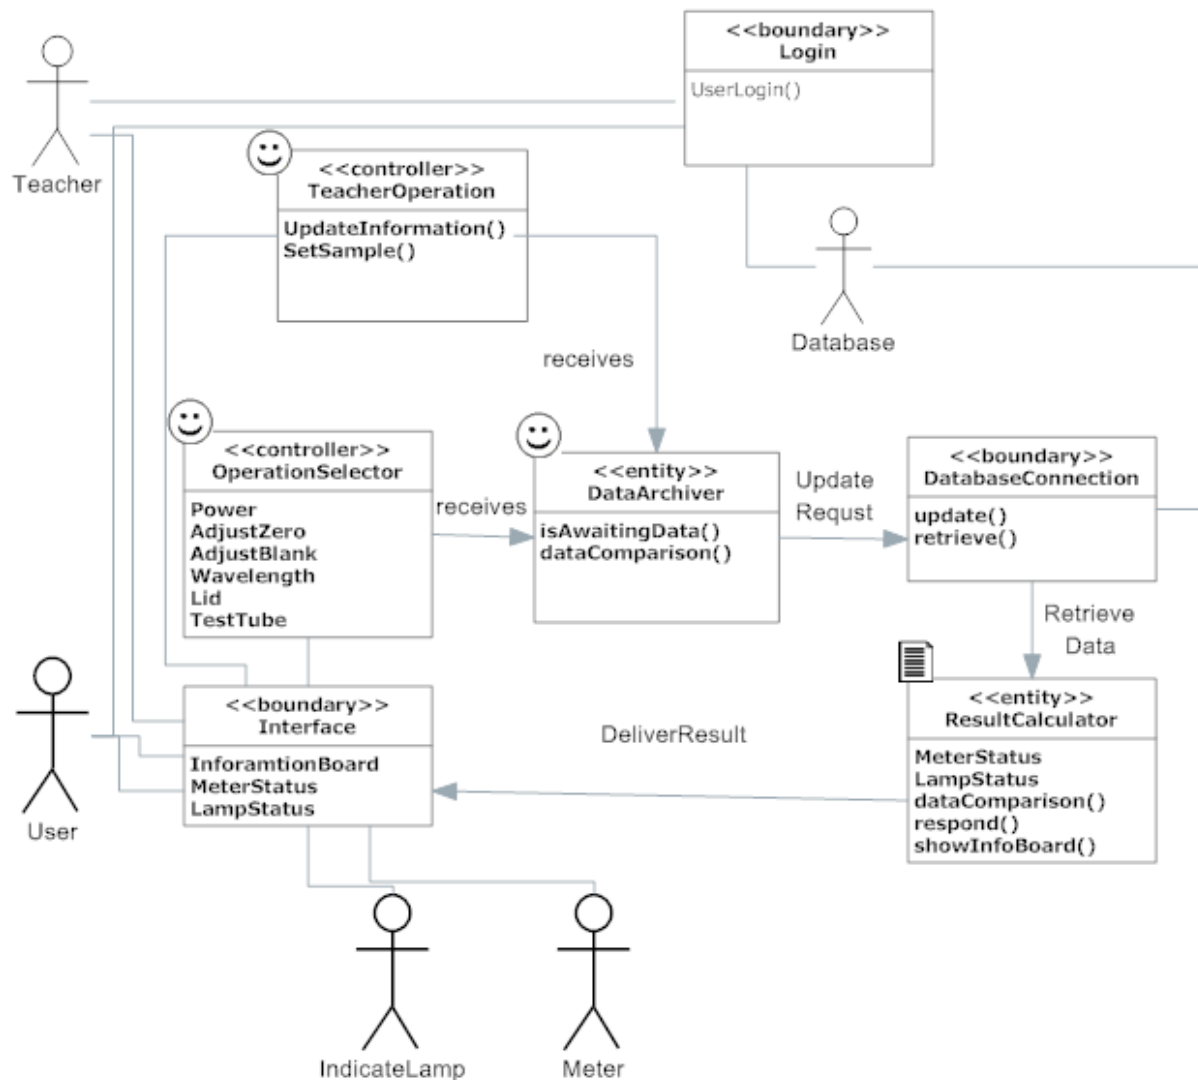 <<boundary>>
Login
UserLogin()
Teacher
<<controller>>
TeacherOperation
UpdateInformation()
SetSample()
Database
receives
<<controller>>
OperationSelector
Power
AdjustZero
AdjustBlank
Wavelength
Lid
TestTube
receives
<<entity>>
DataArchiver
isAwaitingData()
dataComparison()
Update
Requst
<<boundary>>
DatabaseConnection
update()
retrieve()
Retrieve
Data
User
<<boundary>>
Interface
InforamtionBoard
MeterStatus
LampStatus
DeliverResult
<<entity>>
ResultCalculator
MeterStatus
LampStatus
dataComparison()
respond()
showInfoBoard()
IndicateLamp
Meter